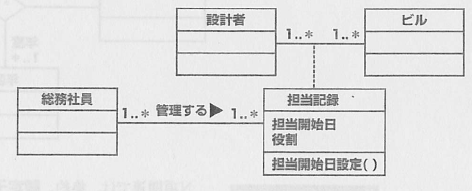 設計者
ビル
1..*
1..*
総務社員
担当記録
1..*
管理する▶
1..*
担当開始日
役割
担当開始日設定( )